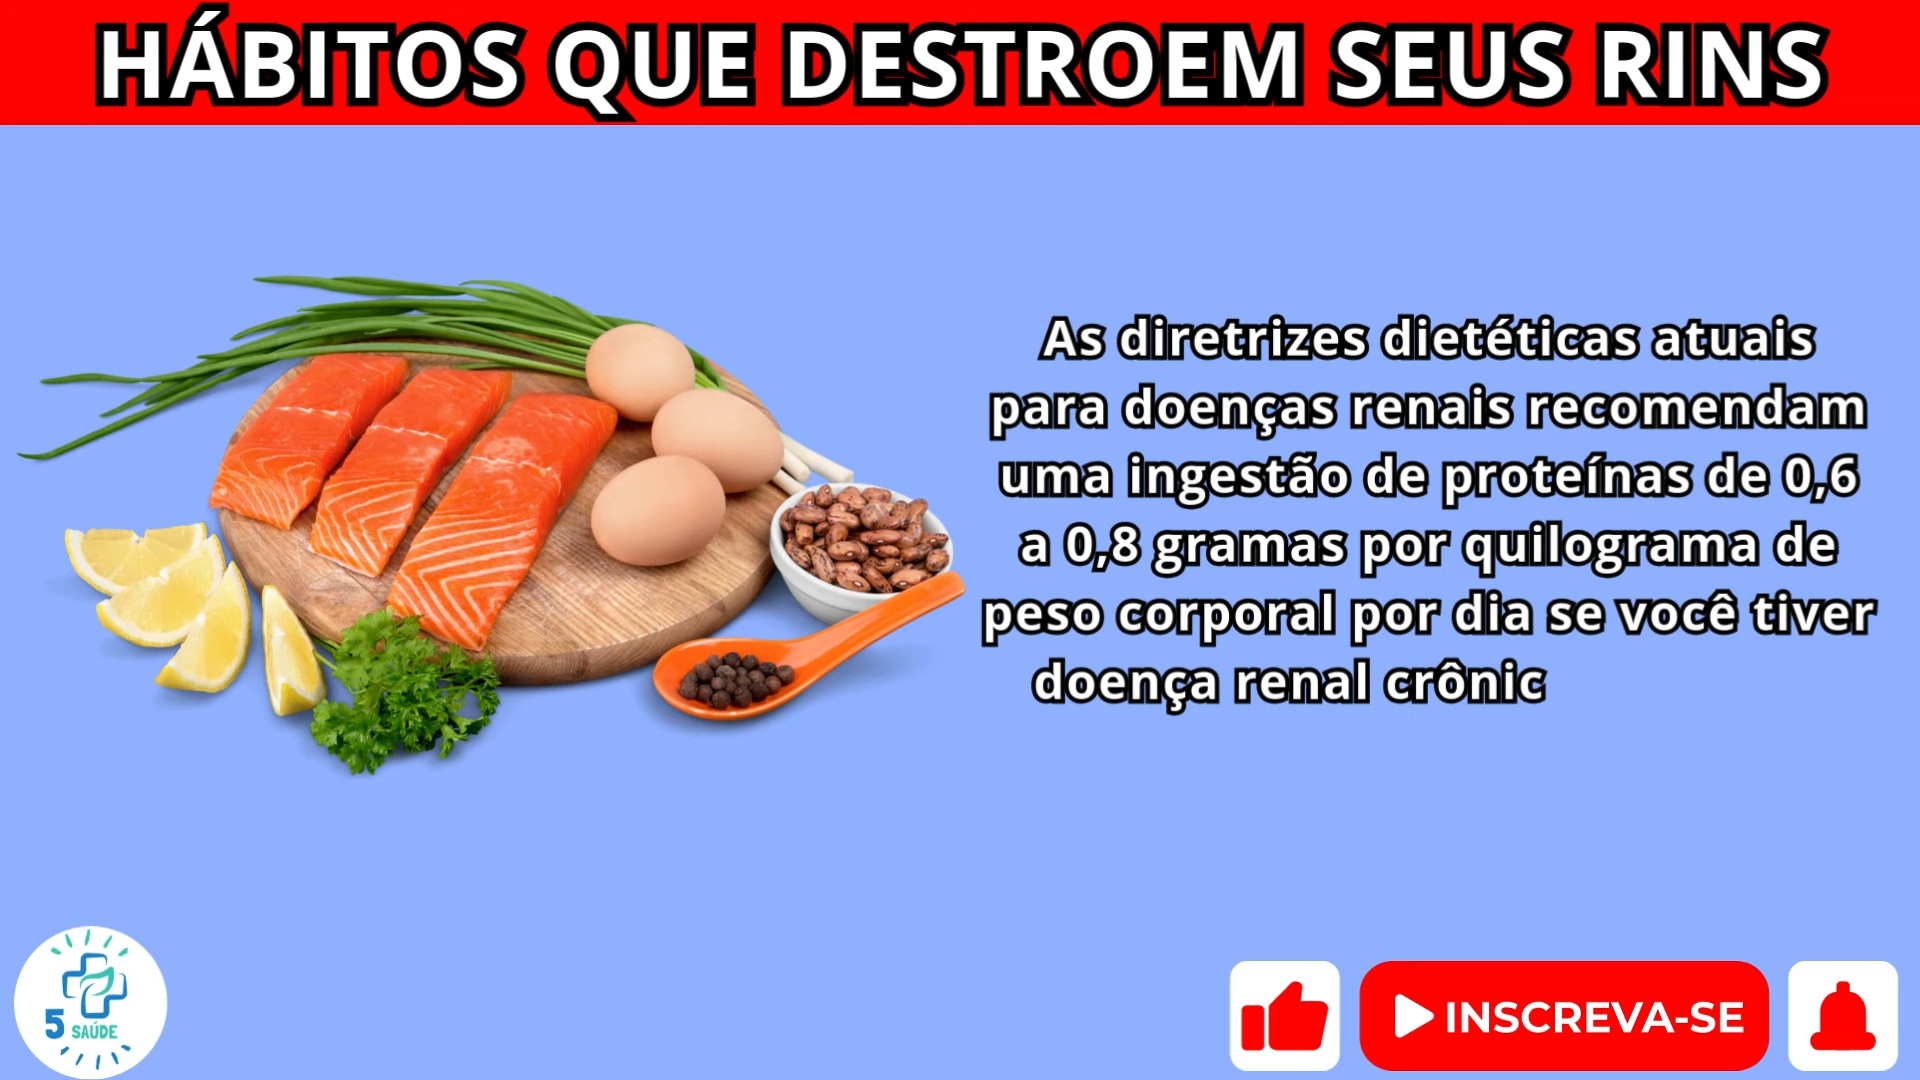 HÁBITOS QUE DESTROEM SEUS RINS
As diretrizes dietéticas atuais
para doenças renais recomendam
uma ingestão de proteínas de 0,6
a 0,8 gramas por quilograma de
peso corporal por dia se você tiver
doença renal crônic
5 SAÚDE
INSCREVA-SE